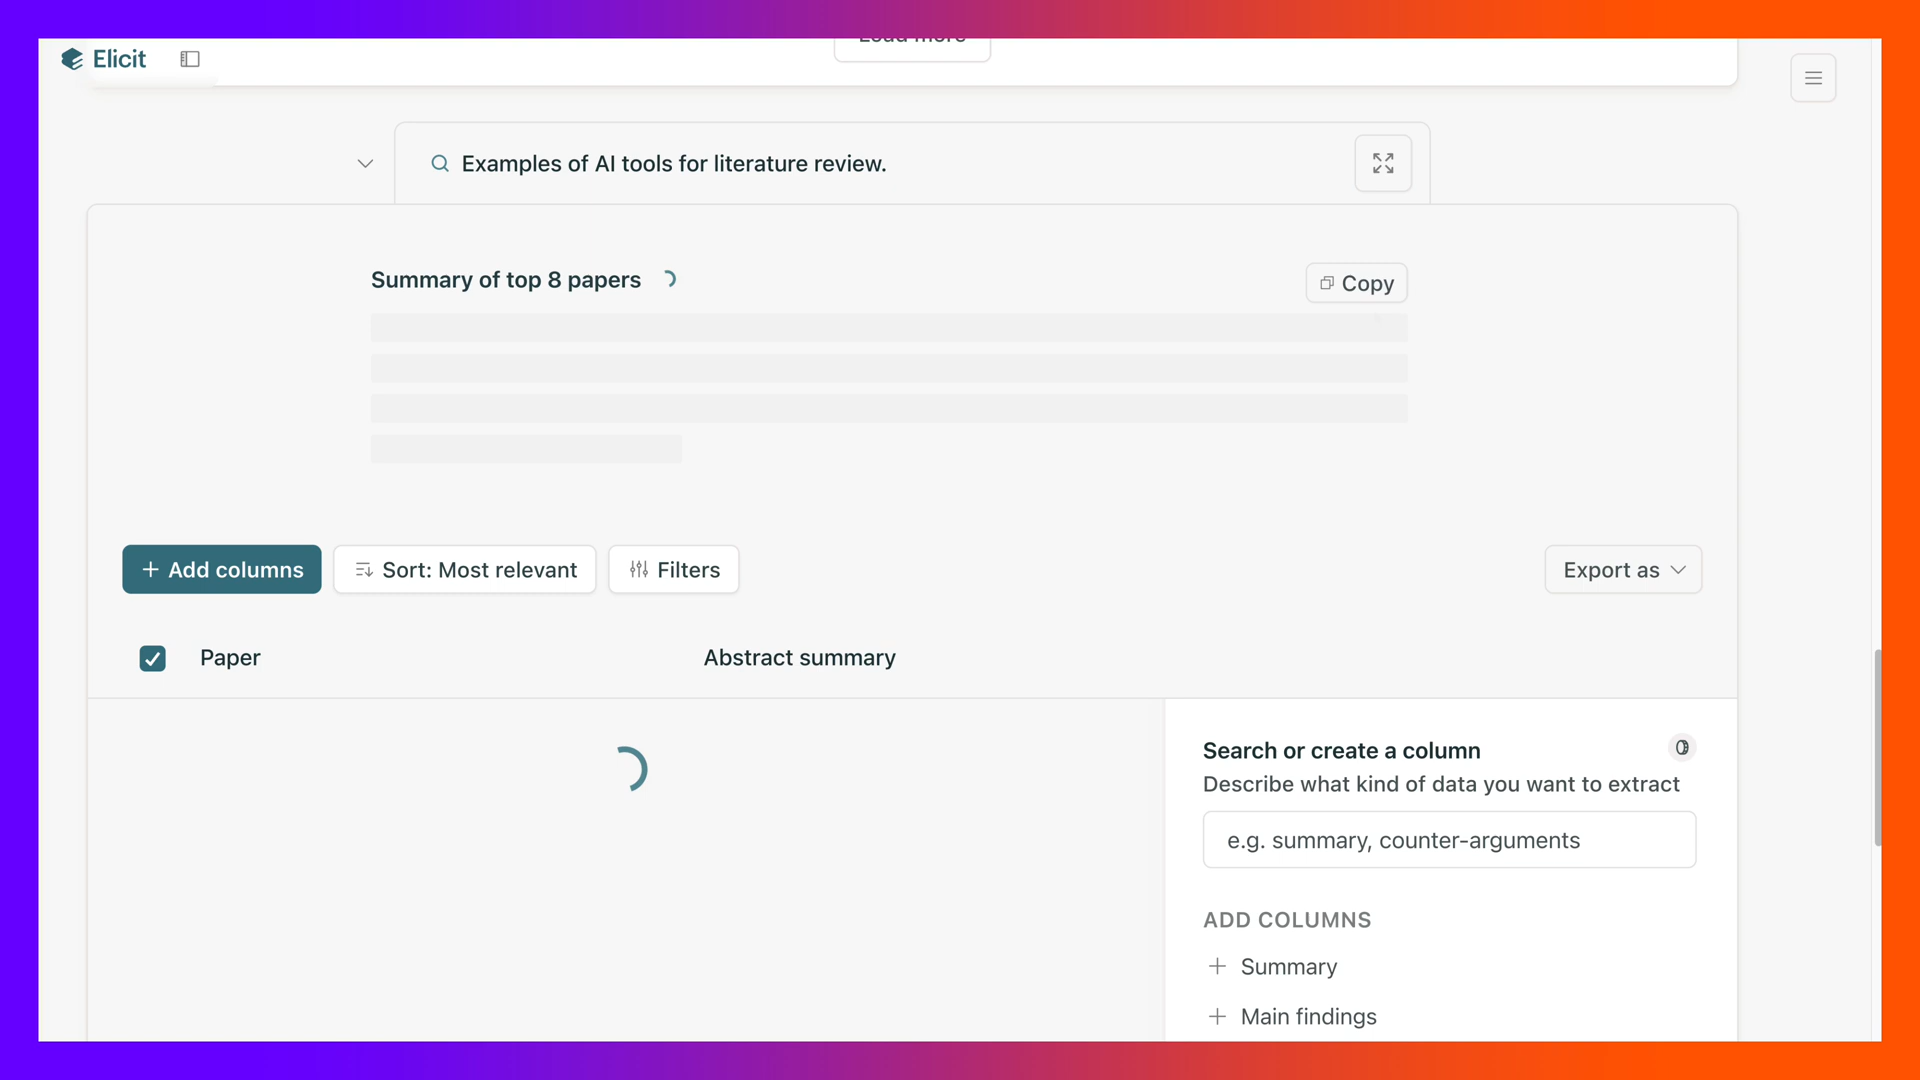 Load more
Elicit
Examples of AI tools for literature review.
Summary of top 8 papers
Copy
+ Add columns
Sort: Most relevant
Filters
Export as
Paper
Abstract summary
Search or create a column
Describe what kind of data you want to extract
e.g. summary, counter-arguments
ADD COLUMNS
+ Summary
+ Main findings